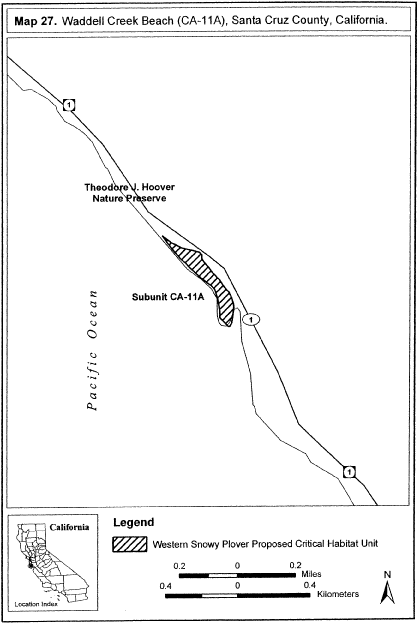 Map 27. Waddell Creek Beach (CA-11A), Santa Cruz County, California.
1
Theodore J. Hoover
Nature Preserve
Subunit CA-11A
1
Pacific Ocean
1
California
Location Index
Legend
Western Snowy Plover Proposed Critical Habitat Unit
0.2 0 0.2
Miles
0.4 0 0.4
Kilometers
N